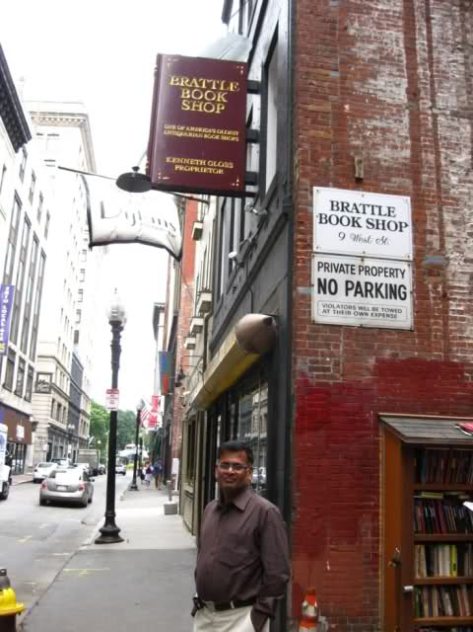 BRATTLE
BOOK
SHOP
ONE OF AMERICA'S OLDEST
ANTIQUARIAN BOOK SHOPS
KENNETH GLOSS
PROPRIETOR
BRATTLE
BOOK SHOP
9 West St.
PRIVATE PROPERTY
NO PARKING
VIOLATORS WILL BE TOWED
AT THEIR OWN EXPENSE